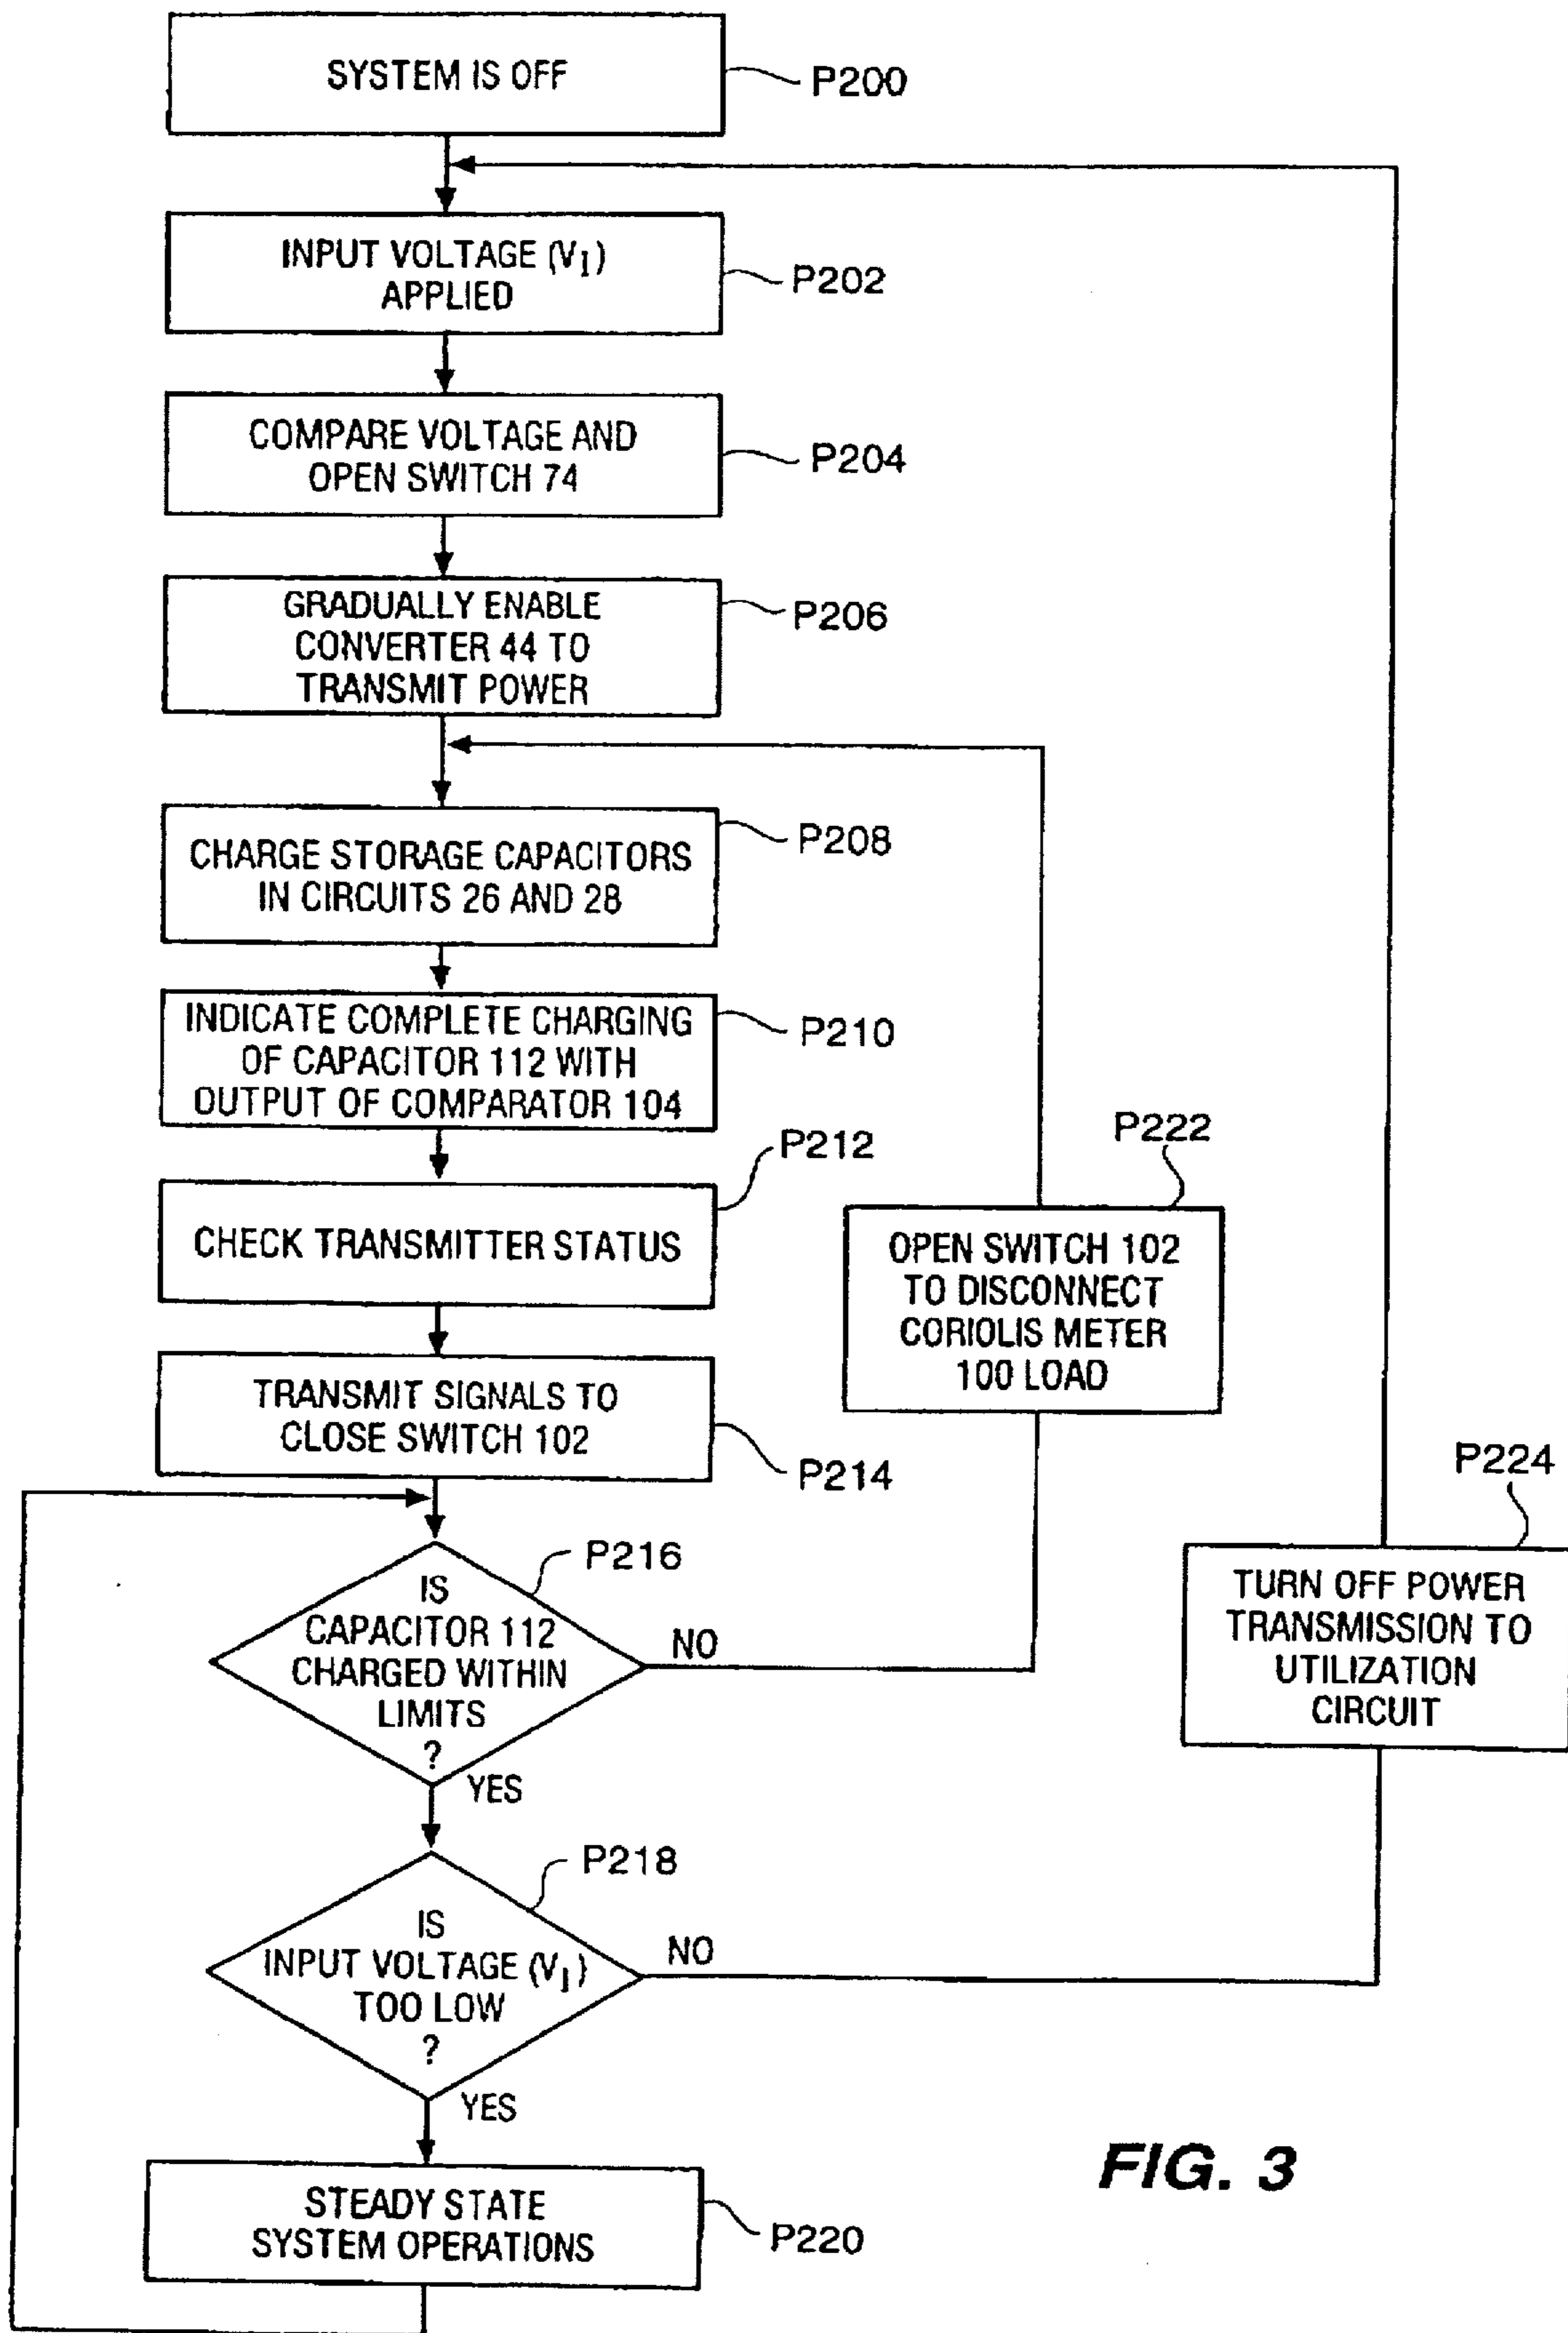 SYSTEM IS OFF
P200
INPUT VOLTAGE (VI)
APPLIED
P202
COMPARE VOLTAGE AND
OPEN SWITCH 74
P204
GRADUALLY ENABLE
CONVERTER 44 TO
TRANSMIT POWER
P206
CHARGE STORAGE CAPACITORS
IN CIRCUITS 26 AND 28
P208
INDICATE COMPLETE CHARGING
OF CAPACITOR 112 WITH
OUTPUT OF COMPARATOR 104
P210
CHECK TRANSMITTER STATUS
P212
TRANSMIT SIGNALS TO
CLOSE SWITCH 102
P214
P222
OPEN SWITCH 102
TO DISCONNECT
CORIOLIS METER
100 LOAD
P224
TURN OFF POWER
TRANSMISSION TO
UTILIZATION
CIRCUIT
P216
IS
CAPACITOR 112
CHARGED WITHIN
LIMITS
?
NO
YES
P218
IS
INPUT VOLTAGE (VI)
TOO LOW
?
NO
YES
STEADY STATE
SYSTEM OPERATIONS
P220
FIG. 3